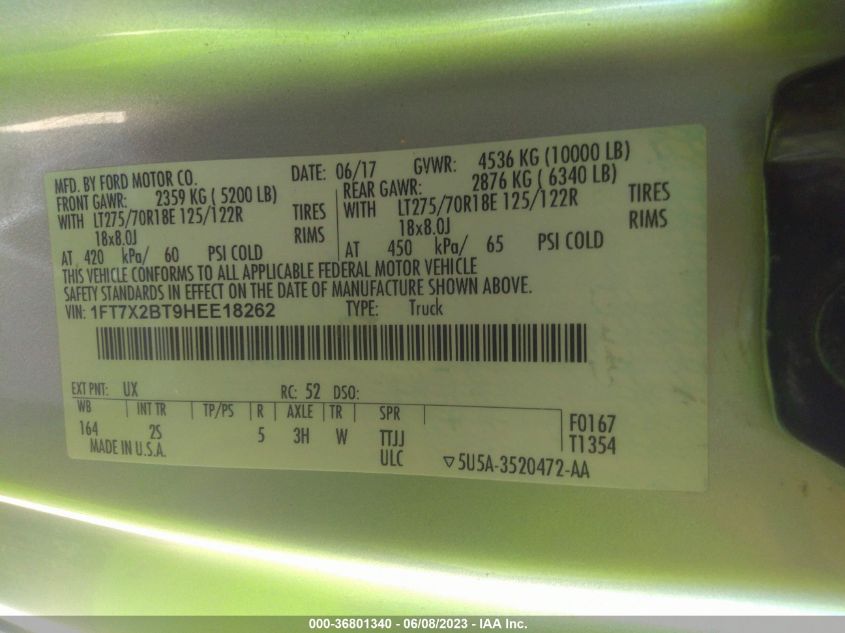 MFD. BY FORD MOTOR CO. DATE: 06/17 GVWR: 4536 KG (10000 LB)
FRONT GAWR: 2359 KG ( 5200 LB) REAR GAWR: 2876 KG ( 6340 LB)
WITH LT275/70R18E 125/122R TIRES WITH LT275/70R18E 125/122R TIRES
18x8.0J RIMS 18x8.0J RIMS
AT 420 kPa/ 60 PSI COLD AT 450 kPa/ 65 PSI COLD
THIS VEHICLE CONFORMS TO ALL APPLICABLE FEDERAL MOTOR VEHICLE
SAFETY STANDARDS IN EFFECT ON THE DATE OF MANUFACTURE SHOWN ABOVE.
VIN: 1FT7X2BT9HEE18262 TYPE: Truck
EXT PNT: UX RC: 52 DSO:
WB INT TR TP/PS R AXLE TR SPR
164 2S 5 3H W TTJJ F0167
MADE IN U.S.A. ULC T1354
▽5U5A-3520472-AA
000-36801340 - 06/08/2023 - IAA Inc.